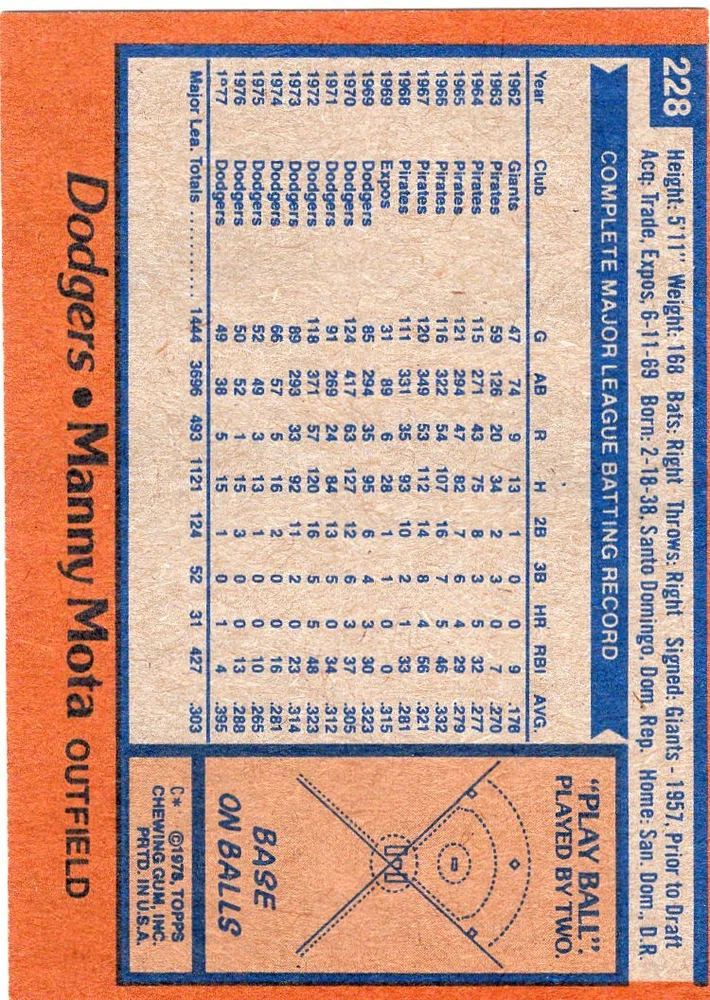 228
Height: 5'11" Weight: 168 Bats: Right Throws: Right Signed: Giants - 1957, Prior to Draft
Acq: Trade, Expos, 6-11-69 Born: 2-18-38, Santo Domingo, Dom. Rep. Home: San. Dom., D.R.
COMPLETE MAJOR LEAGUE BATTING RECORD
Year Club G AB R H 2B 3B HR RBI AVG.
1962 Giants 47 74 9 13 1 0 0 9 .176
1963 Pirates 59 126 20 34 2 3 0 7 .270
1964 Pirates 115 271 43 75 8 3 5 32 .277
1965 Pirates 121 294 47 82 7 6 4 29 .279
1966 Pirates 116 322 54 107 16 7 5 46 .332
1967 Pirates 120 349 53 112 14 8 4 56 .321
1968 Pirates 111 331 35 93 10 2 1 33 .281
1969 Expos 31 89 6 28 1 1 0 0 .315
1969 Dodgers 85 294 35 95 6 4 3 30 .323
1970 Dodgers 124 417 63 127 12 6 3 37 .305
1971 Dodgers 91 269 24 84 13 5 0 34 .312
1972 Dodgers 118 371 57 120 16 5 5 48 .323
1973 Dodgers 89 293 33 92 11 2 0 23 .314
1974 Dodgers 66 57 5 16 2 0 0 16 .281
1975 Dodgers 52 49 3 13 1 0 0 10 .265
1976 Dodgers 50 52 1 15 3 0 0 13 .288
1977 Dodgers 49 38 5 15 1 0 1 4 .395
Major Lea. Totals .......... 1444 3696 493 1121 124 52 31 427 .303
"PLAY BALL".
PLAYED BY TWO.
BASE
ON BALLS
C* ©1978, TOPPS
CHEWING GUM, INC.
PRTD. IN U.S.A.
Dodgers • Manny Mota OUTFIELD